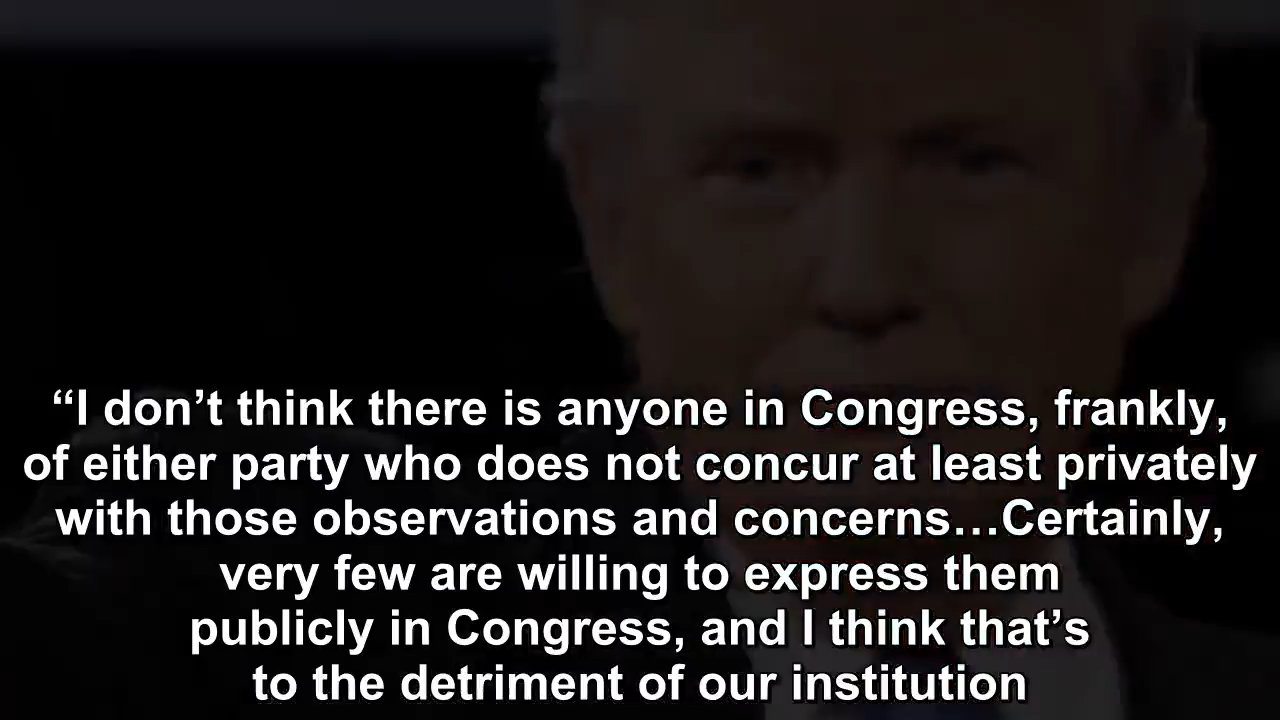 “I don’t think there is anyone in Congress, frankly,
of either party who does not concur at least privately
with those observations and concerns…Certainly,
very few are willing to express them
publicly in Congress, and I think that’s
to the detriment of our institution